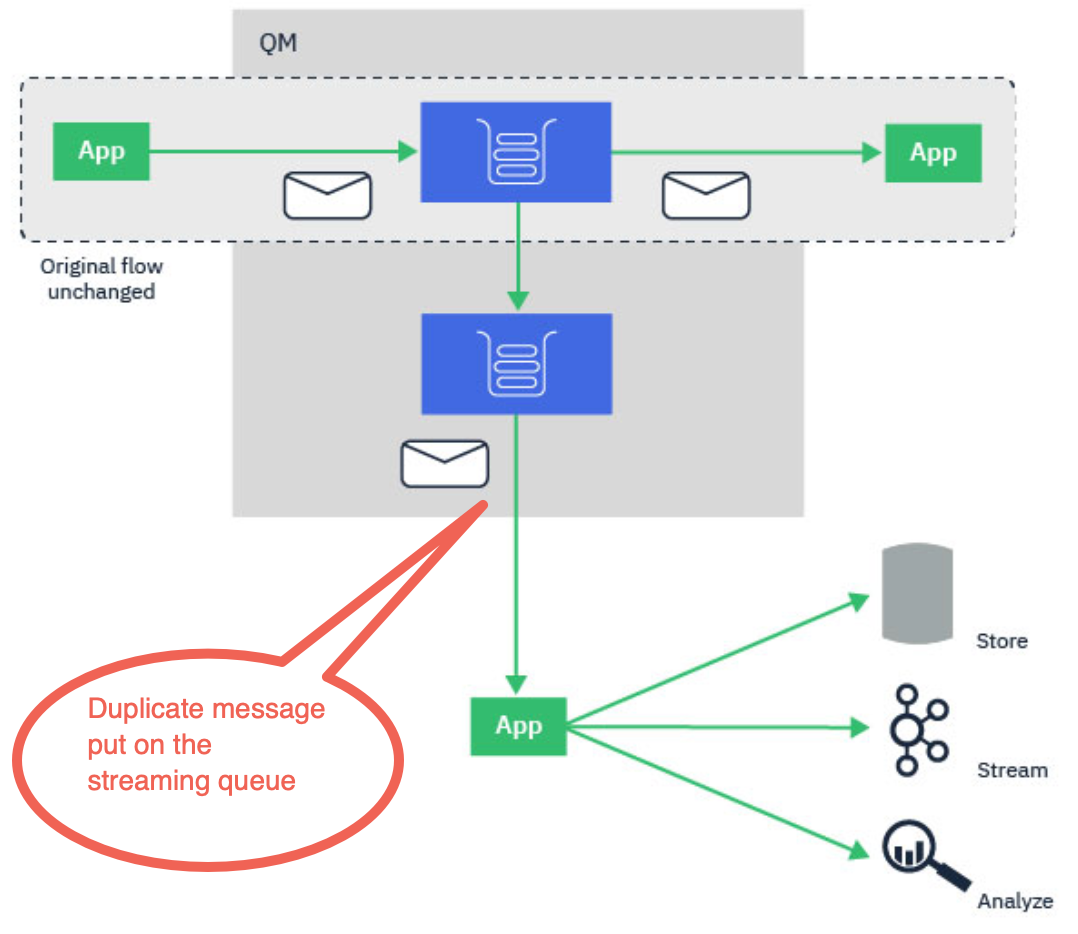 QM
App
App
Original flow
unchanged
Duplicate message
put on the
streaming queue
App
Store
Stream
Analyze